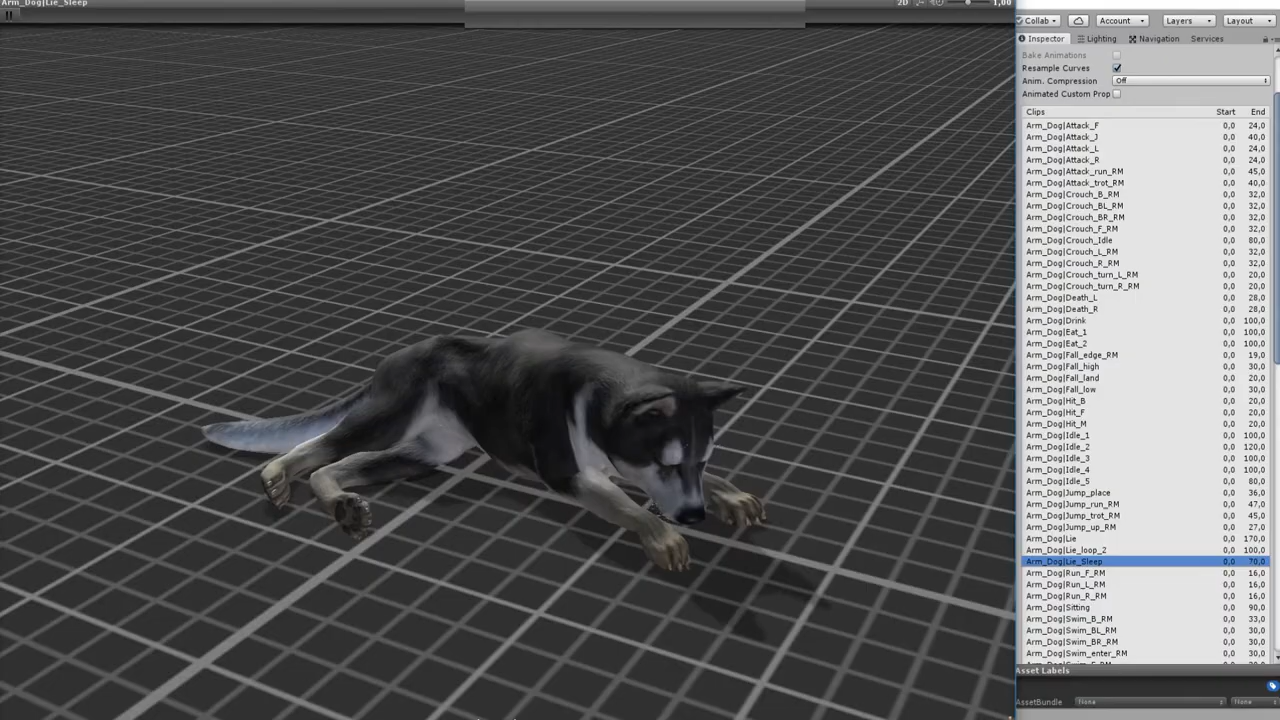 Arm_Dog|Lie_Sleep
2D
1,00
Collab
Account
Layers
Layout
Inspector
Lighting
Navigation
Services
Bake Animations
Resample Curves
Anim. Compression
Off
Animated Custom Prop
Clips Start End
Arm_Dog|Attack_F 0,0 24,0
Arm_Dog|Attack_J 0,0 40,0
Arm_Dog|Attack_L 0,0 24,0
Arm_Dog|Attack_R 0,0 24,0
Arm_Dog|Attack_run_RM 0,0 45,0
Arm_Dog|Attack_trot_RM 0,0 40,0
Arm_Dog|Crouch_B_RM 0,0 32,0
Arm_Dog|Crouch_BL_RM 0,0 32,0
Arm_Dog|Crouch_BR_RM 0,0 32,0
Arm_Dog|Crouch_F_RM 0,0 32,0
Arm_Dog|Crouch_Idle 0,0 80,0
Arm_Dog|Crouch_L_RM 0,0 32,0
Arm_Dog|Crouch_R_RM 0,0 32,0
Arm_Dog|Crouch_turn_L_RM 0,0 20,0
Arm_Dog|Crouch_turn_R_RM 0,0 20,0
Arm_Dog|Death_L 0,0 28,0
Arm_Dog|Death_R 0,0 28,0
Arm_Dog|Drink 0,0 100,0
Arm_Dog|Eat_1 0,0 100,0
Arm_Dog|Eat_2 0,0 100,0
Arm_Dog|Fall_edge_RM 0,0 19,0
Arm_Dog|Fall_high 0,0 30,0
Arm_Dog|Fall_land 0,0 20,0
Arm_Dog|Fall_low 0,0 30,0
Arm_Dog|Hit_B 0,0 20,0
Arm_Dog|Hit_F 0,0 20,0
Arm_Dog|Hit_M 0,0 24,0
Arm_Dog|Idle_1 0,0 100,0
Arm_Dog|Idle_2 0,0 120,0
Arm_Dog|Idle_3 0,0 100,0
Arm_Dog|Idle_4 0,0 100,0
Arm_Dog|Idle_5 0,0 80,0
Arm_Dog|Jump_place 0,0 36,0
Arm_Dog|Jump_run_RM 0,0 47,0
Arm_Dog|Jump_trot_RM 0,0 45,0
Arm_Dog|Jump_up_RM 0,0 27,0
Arm_Dog|Lie 0,0 170,0
Arm_Dog|Lie_loop_2 0,0 100,0
Arm_Dog|Lie_Sleep 0,0 70,0
Arm_Dog|Run_F_RM 0,0 16,0
Arm_Dog|Run_L_RM 0,0 16,0
Arm_Dog|Run_R_RM 0,0 16,0
Arm_Dog|Sitting 0,0 90,0
Arm_Dog|Swim_B_RM 0,0 33,0
Arm_Dog|Swim_BL_RM 0,0 30,0
Arm_Dog|Swim_BR_RM 0,0 30,0
Arm_Dog|Swim_enter_RM 0,0 30,0
Asset Labels
AssetBundle
None
None